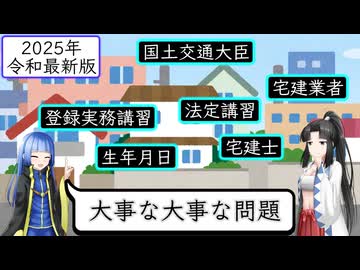 2025年
令和最新版
国土交通大臣
宅建業者
登録実務講習
法定講習
生年月日
宅建士
大事な大事な問題